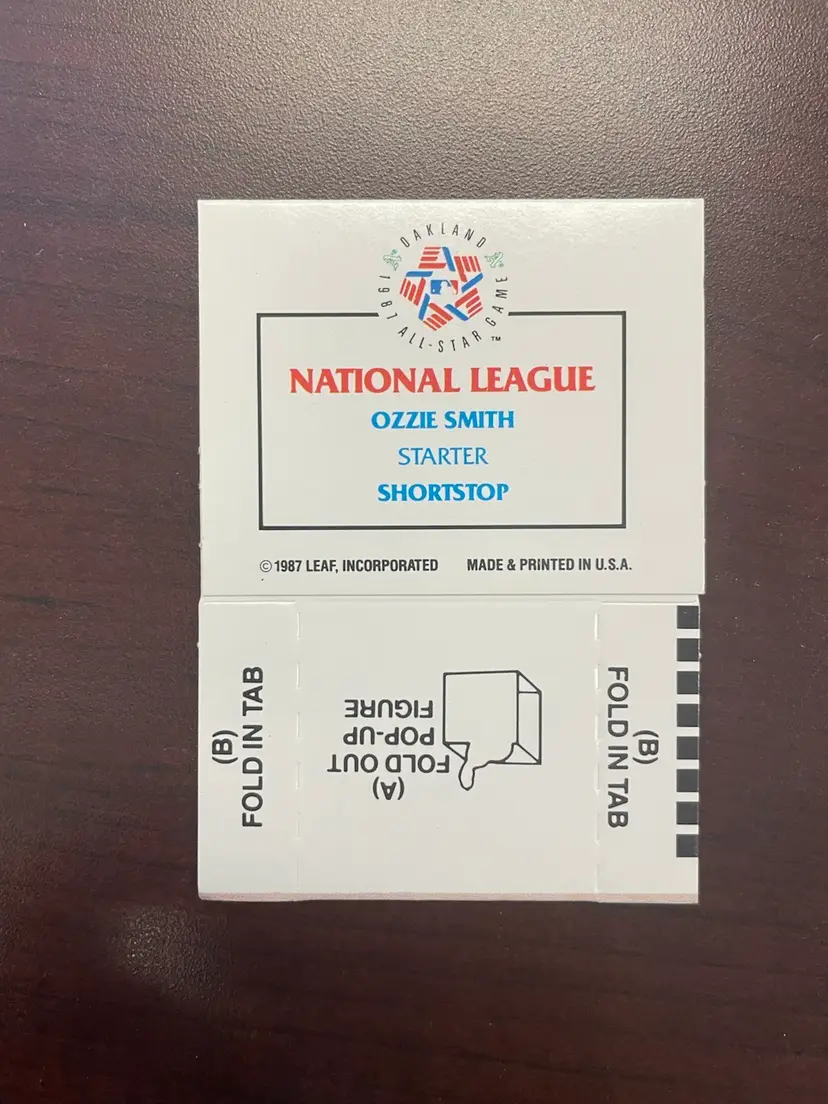 OAKLAND
1987 ALL-STAR GAME ™
NATIONAL LEAGUE
OZZIE SMITH
STARTER
SHORTSTOP
© 1987 LEAF, INCORPORATED MADE & PRINTED IN U.S.A.
(B)
FOLD IN TAB
(A)
FOLD OUT
POP-UP
FIGURE
(B)
FOLD IN TAB